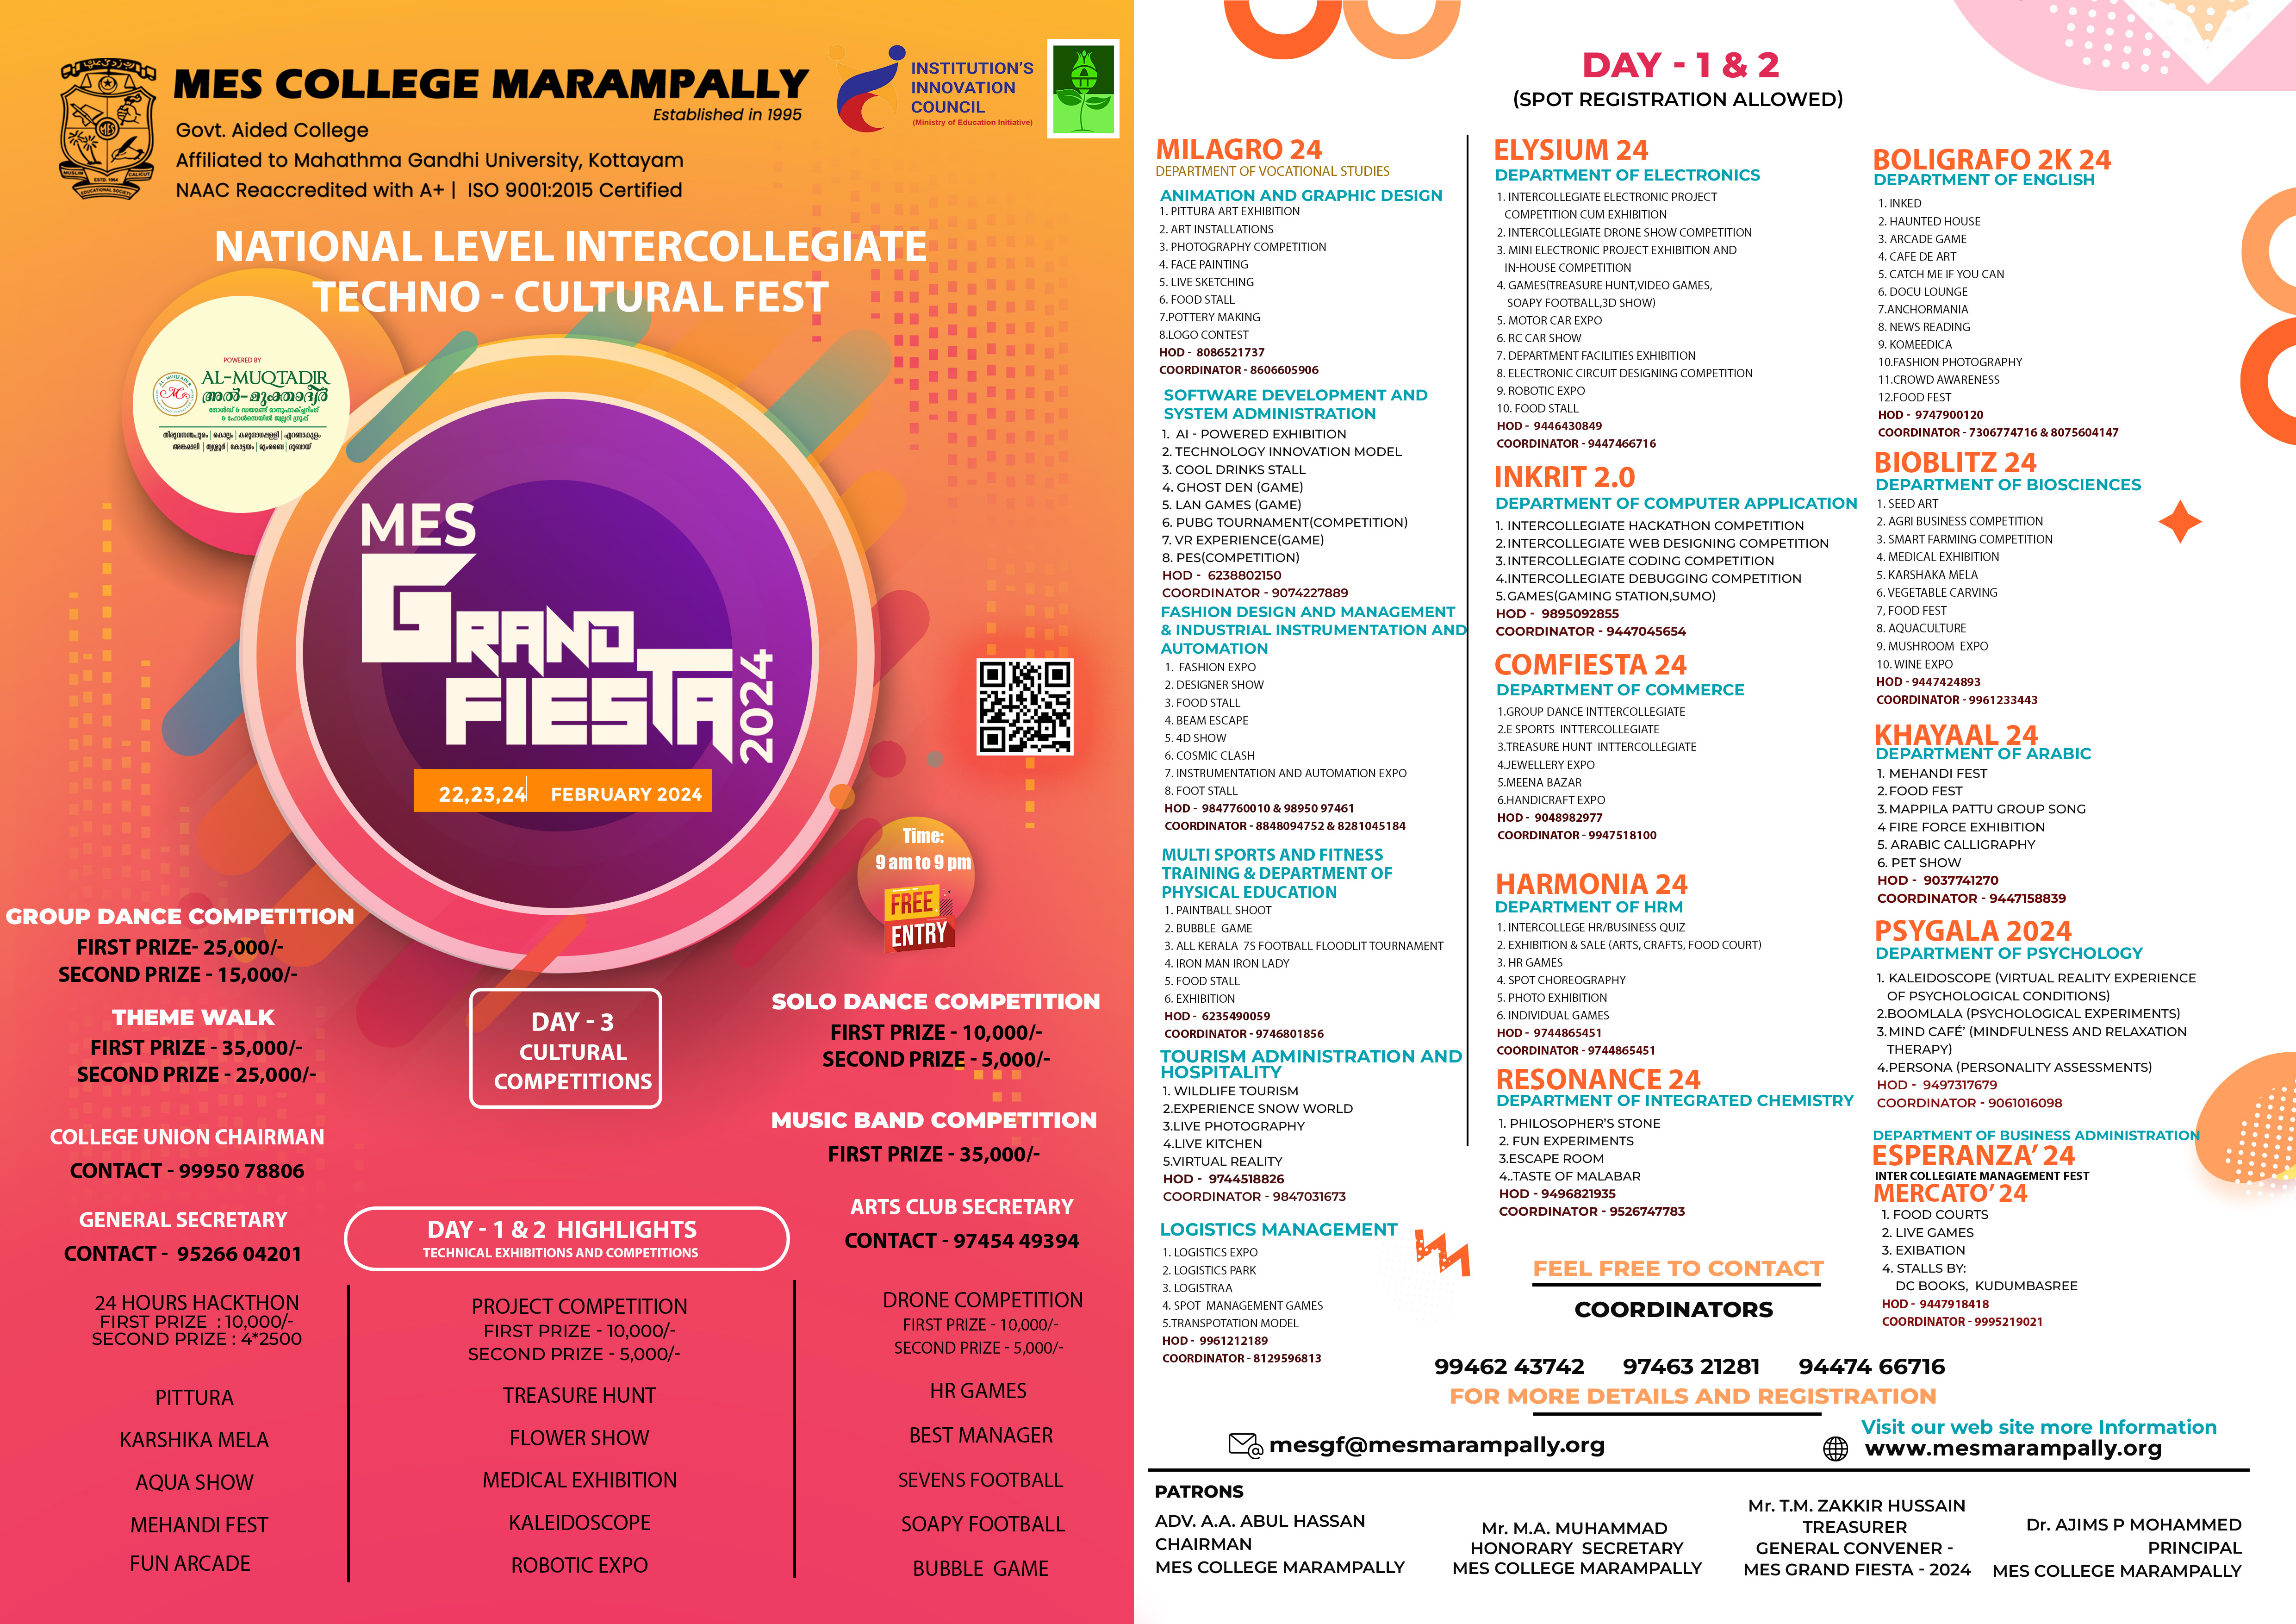 MES COLLEGE MARAMPALLY
Established in 1995
Govt. Aided College
Affiliated to Mahathma Gandhi University, Kottayam
NAAC Reaccredited with A+ | ISO 9001:2015 Certified
INSTITUTION'S
INNOVATION
COUNCIL
(Ministry of Education Initiative)
NATIONAL LEVEL INTERCOLLEGIATE
TECHNO - CULTURAL FEST
POWERED BY
AL-MUQTADIR
അൽ-മുക്താദിർ
ഗോൾഡ് & ഡയമണ്ട് മാനുഫാക്ച്ചറിംഗ്
& ഹോൾസെയിൽ ജ്വല്ലറി ഗ്രൂപ്പ്
തിരുവനന്തപുരം | കൊല്ലം | കരുനാഗപ്പള്ളി | എറണാകുളം
അങ്കമാലി | തൃശ്ശൂർ | കോട്ടയം | മുംബൈ | ദുബായ്
MES
GRAND
FIESTA
2024
22,23,24 FEBRUARY 2024
Time:
9 am to 9 pm
FREE
ENTRY
GROUP DANCE COMPETITION
FIRST PRIZE- 25,000/-
SECOND PRIZE - 15,000/-
THEME WALK
FIRST PRIZE - 35,000/-
SECOND PRIZE - 25,000/-
COLLEGE UNION CHAIRMAN
CONTACT - 99950 78806
GENERAL SECRETARY
CONTACT - 95266 04201
DAY - 3
CULTURAL
COMPETITIONS
SOLO DANCE COMPETITION
FIRST PRIZE - 10,000/-
SECOND PRIZE - 5,000/-
MUSIC BAND COMPETITION
FIRST PRIZE - 35,000/-
ARTS CLUB SECRETARY
CONTACT - 97454 49394
DAY - 1 & 2 HIGHLIGHTS
TECHNICAL EXHIBITIONS AND COMPETITIONS
24 HOURS HACKTHON
FIRST PRIZE : 10,000/-
SECOND PRIZE : 4*2500
PITTURA
KARSHIKA MELA
AQUA SHOW
MEHANDI FEST
FUN ARCADE
PROJECT COMPETITION
FIRST PRIZE - 10,000/-
SECOND PRIZE - 5,000/-
TREASURE HUNT
FLOWER SHOW
MEDICAL EXHIBITION
KALEIDOSCOPE
ROBOTIC EXPO
DRONE COMPETITION
FIRST PRIZE - 10,000/-
SECOND PRIZE - 5,000/-
HR GAMES
BEST MANAGER
SEVENS FOOTBALL
SOAPY FOOTBALL
BUBBLE GAME
DAY - 1 & 2
(SPOT REGISTRATION ALLOWED)
MILAGRO 24
DEPARTMENT OF VOCATIONAL STUDIES
ANIMATION AND GRAPHIC DESIGN
1. PITTURA ART EXHIBITION
2. ART INSTALLATIONS
3. PHOTOGRAPHY COMPETITION
4. FACE PAINTING
5. LIVE SKETCHING
6. FOOD STALL
7.POTTERY MAKING
8.LOGO CONTEST
HOD - 8086521737
COORDINATOR - 8606605906
SOFTWARE DEVELOPMENT AND
SYSTEM ADMINISTRATION
1. AI - POWERED EXHIBITION
2. TECHNOLOGY INNOVATION MODEL
3. COOL DRINKS STALL
4. GHOST DEN (GAME)
5. LAN GAMES (GAME)
6. PUBG TOURNAMENT(COMPETITION)
7. VR EXPERIENCE(GAME)
8. PES(COMPETITION)
HOD - 6238802150
COORDINATOR - 9074227889
FASHION DESIGN AND MANAGEMENT
& INDUSTRIAL INSTRUMENTATION AND
AUTOMATION
1. FASHION EXPO
2. DESIGNER SHOW
3. FOOD STALL
4. BEAM ESCAPE
5. 4D SHOW
6. COSMIC CLASH
7. INSTRUMENTATION AND AUTOMATION EXPO
8. FOOT STALL
HOD - 9847760010 & 98950 97461
COORDINATOR - 8848094752 & 8281045184
MULTI SPORTS AND FITNESS
TRAINING & DEPARTMENT OF
PHYSICAL EDUCATION
1. PAINTBALL SHOOT
2. BUBBLE GAME
3. ALL KERALA 7S FOOTBALL FLOODLIT TOURNAMENT
4. IRON MAN IRON LADY
5. FOOD STALL
6. EXHIBITION
HOD - 6235490059
COORDINATOR - 9746801856
TOURISM ADMINISTRATION AND
HOSPITALITY
1. WILDLIFE TOURISM
2.EXPERIENCE SNOW WORLD
3.LIVE PHOTOGRAPHY
4.LIVE KITCHEN
5.VIRTUAL REALITY
HOD - 9744518826
COORDINATOR - 9847031673
LOGISTICS MANAGEMENT
1. LOGISTICS EXPO
2. LOGISTICS PARK
3. LOGISTRAA
4. SPOT MANAGEMENT GAMES
5.TRANSPOTATION MODEL
HOD - 9961212189
COORDINATOR - 8129596813
ELYSIUM 24
DEPARTMENT OF ELECTRONICS
1. INTERCOLLEGIATE ELECTRONIC PROJECT
COMPETITION CUM EXHIBITION
2. INTERCOLLEGIATE DRONE SHOW COMPETITION
3. MINI ELECTRONIC PROJECT EXHIBITION AND
IN-HOUSE COMPETITION
4. GAMES(TREASURE HUNT,VIDEO GAMES,
SOAPY FOOTBALL,3D SHOW)
5. MOTOR CAR EXPO
6. RC CAR SHOW
7. DEPARTMENT FACILITIES EXHIBITION
8. ELECTRONIC CIRCUIT DESIGNING COMPETITION
9. ROBOTIC EXPO
10. FOOD STALL
HOD - 9446430849
COORDINATOR - 9447466716
INKRIT 2.0
DEPARTMENT OF COMPUTER APPLICATION
1. INTERCOLLEGIATE HACKATHON COMPETITION
2.INTERCOLLEGIATE WEB DESIGNING COMPETITION
3.INTERCOLLEGIATE CODING COMPETITION
4.INTERCOLLEGIATE DEBUGGING COMPETITION
5.GAMES(GAMING STATION,SUMO)
HOD - 9895092855
COORDINATOR - 9447045654
COMFIESTA 24
DEPARTMENT OF COMMERCE
1.GROUP DANCE INTTERCOLLEGIATE
2.E SPORTS INTTERCOLLEGIATE
3.TREASURE HUNT INTTERCOLLEGIATE
4.JEWELLERY EXPO
5.MEENA BAZAR
6.HANDICRAFT EXPO
HOD - 9048982977
COORDINATOR - 9947518100
HARMONIA 24
DEPARTMENT OF HRM
1. INTERCOLLEGE HR/BUSINESS QUIZ
2. EXHIBITION & SALE (ARTS, CRAFTS, FOOD COURT)
3. HR GAMES
4. SPOT CHOREOGRAPHY
5. PHOTO EXHIBITION
6. INDIVIDUAL GAMES
HOD - 9744865451
COORDINATOR - 9744865451
RESONANCE 24
DEPARTMENT OF INTEGRATED CHEMISTRY
1. PHILOSOPHER'S STONE
2. FUN EXPERIMENTS
3.ESCAPE ROOM
4..TASTE OF MALABAR
HOD - 9496821935
COORDINATOR - 9526747783
BOLIGRAFO 2K 24
DEPARTMENT OF ENGLISH
1. INKED
2. HAUNTED HOUSE
3. ARCADE GAME
4. CAFE DE ART
5. CATCH ME IF YOU CAN
6. DOCU LOUNGE
7.ANCHORMANIA
8. NEWS READING
9. KOMEEDICA
10.FASHION PHOTOGRAPHY
11.CROWD AWARENESS
12.FOOD FEST
HOD - 9747900120
COORDINATOR - 7306774716 & 8075604147
BIOBLITZ 24
DEPARTMENT OF BIOSCIENCES
1. SEED ART
2. AGRI BUSINESS COMPETITION
3. SMART FARMING COMPETITION
4. MEDICAL EXHIBITION
5. KARSHAKA MELA
6. VEGETABLE CARVING
7, FOOD FEST
8. AQUACULTURE
9. MUSHROOM EXPO
10. WINE EXPO
HOD - 9447424893
COORDINATOR - 9961233443
KHAYAAL 24
DEPARTMENT OF ARABIC
1. MEHANDI FEST
2.FOOD FEST
3.MAPPILA PATTU GROUP SONG
4 FIRE FORCE EXHIBITION
5. ARABIC CALLIGRAPHY
6. PET SHOW
HOD - 9037741270
COORDINATOR - 9447158839
PSYGALA 2024
DEPARTMENT OF PSYCHOLOGY
1. KALEIDOSCOPE (VIRTUAL REALITY EXPERIENCE
OF PSYCHOLOGICAL CONDITIONS)
2.BOOMLALA (PSYCHOLOGICAL EXPERIMENTS)
3.MIND CAFÉ' (MINDFULNESS AND RELAXATION
THERAPY)
4.PERSONA (PERSONALITY ASSESSMENTS)
HOD - 9497317679
COORDINATOR - 9061016098
DEPARTMENT OF BUSINESS ADMINISTRATION
ESPERANZA' 24
INTER COLLEGIATE MANAGEMENT FEST
MERCATO' 24
1. FOOD COURTS
2. LIVE GAMES
3. EXIBATION
4. STALLS BY:
DC BOOKS, KUDUMBASREE
HOD - 9447918418
COORDINATOR - 9995219021
FEEL FREE TO CONTACT
COORDINATORS
99462 43742 97463 21281 94474 66716
FOR MORE DETAILS AND REGISTRATION
mesgf@mesmarampally.org
Visit our web site more Information
www.mesmarampally.org
PATRONS
ADV. A.A. ABUL HASSAN
CHAIRMAN
MES COLLEGE MARAMPALLY
Mr. M.A. MUHAMMAD
HONORARY SECRETARY
MES COLLEGE MARAMPALLY
Mr. T.M. ZAKKIR HUSSAIN
TREASURER
GENERAL CONVENER -
MES GRAND FIESTA - 2024
Dr. AJIMS P MOHAMMED
PRINCIPAL
MES COLLEGE MARAMPALLY